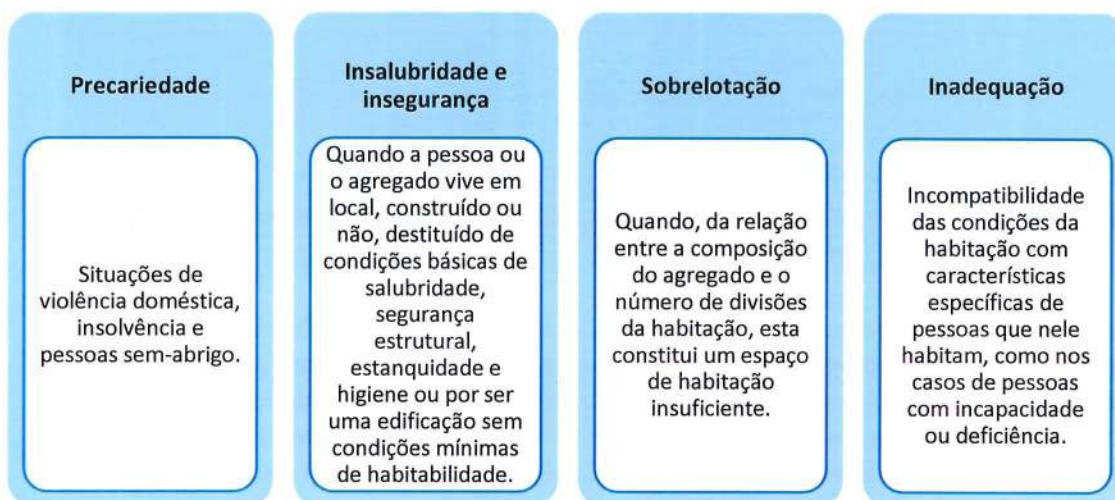 Precariedade
Situações de
violência doméstica,
insolvência e
pessoas sem-abrigo.
Insalubridade e
insegurança
Quando a pessoa ou
o agregado vive em
local, construído ou
não, destituído de
condições básicas de
salubridade,
segurança
estrutural,
estanquidade e
higiene ou por ser
uma edificação sem
condições mínimas
de habitabilidade.
Sobrelotação
Quando, da relação
entre a composição
do agregado e o
número de divisões
da habitação, esta
constitui um espaço
de habitação
insuficiente.
Inadequação
Incompatibilidade
das condições da
habitação com
características
específicas de
pessoas que nele
habitam, como nos
casos de pessoas
com incapacidade
ou deficiência.